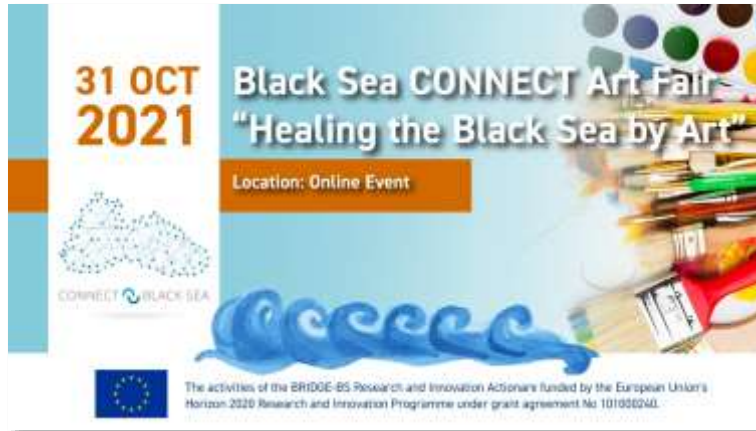 31 OCT
2021
Black Sea CONNECT Art Fair
"Healing the Black Sea by Art"
Location: Online Event
CONNECT BLACK SEA
The activities of the BRIDGE-BS Research and Innovation Actionare funded by the European Union's
Horizon 2020 Research and Innovation Programme under grant agreement No 101000240.